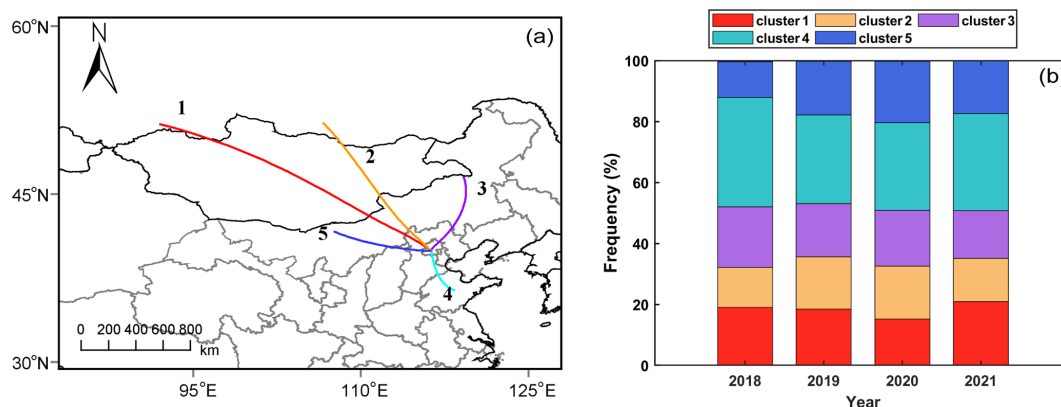 60°N
45°N
30°N
N
(a)
1
2
3
5
4
0 200 400 600 800
km
95°E 110°E 125°E
cluster 1 cluster 2 cluster 3
cluster 4 cluster 5
(b)
Frequency (%)
100
80
60
40
20
0
2018 2019 2020 2021
Year